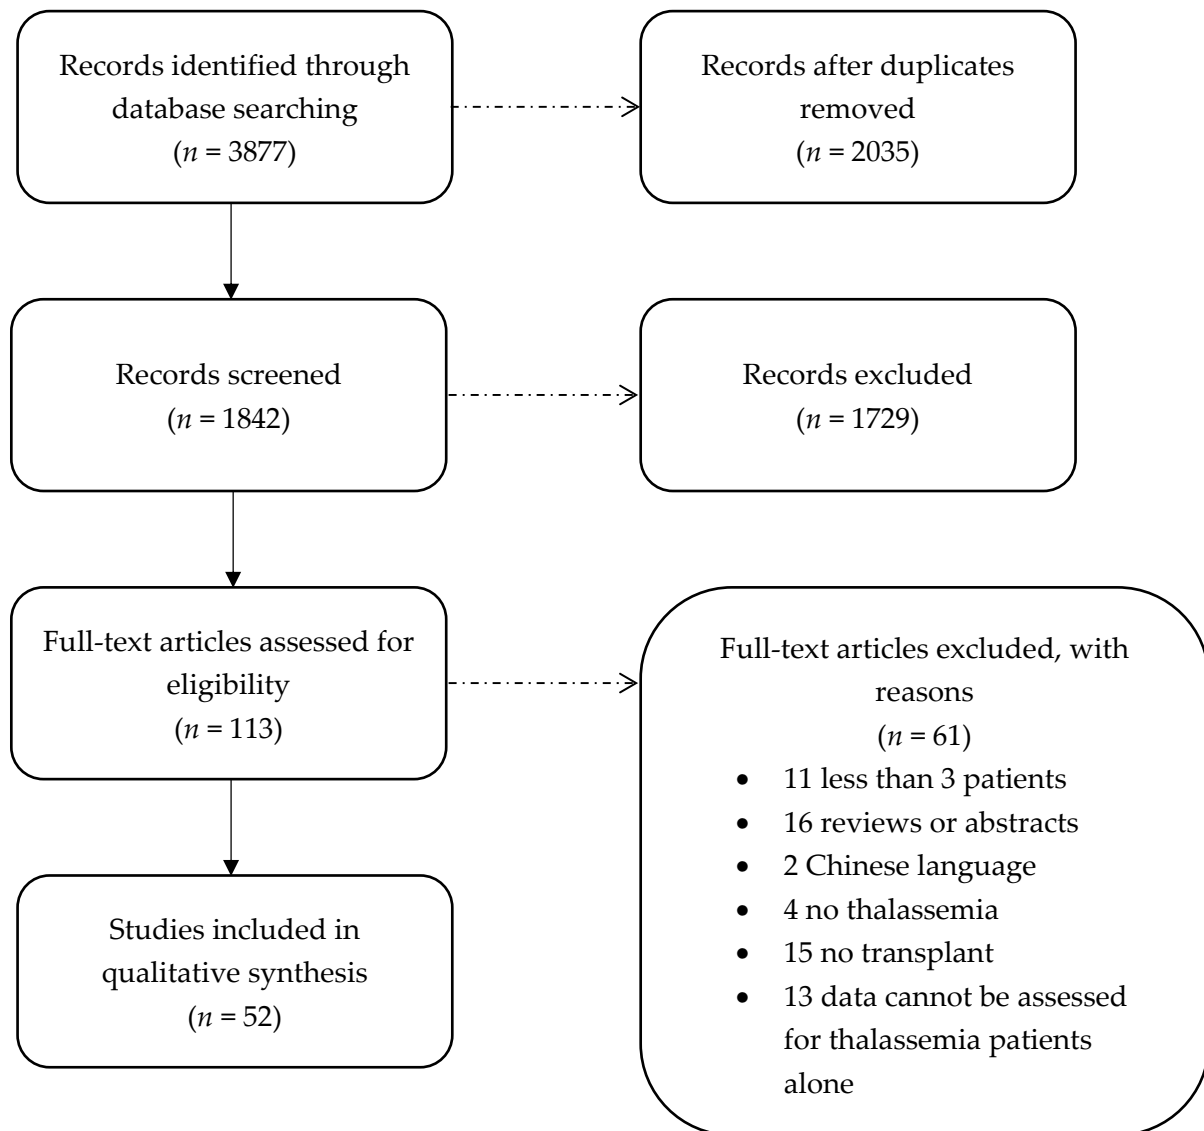 Records identified through
database searching
(n = 3877)
Records after duplicates
removed
(n = 2035)
Records screened
(n = 1842)
Records excluded
(n = 1729)
Full-text articles assessed for
eligibility
(n = 113)
Full-text articles excluded, with
reasons
(n = 61)
• 11 less than 3 patients
• 16 reviews or abstracts
• 2 Chinese language
• 4 no thalassemia
• 15 no transplant
• 13 data cannot be assessed
for thalassemia patients
alone
Studies included in
qualitative synthesis
(n = 52)